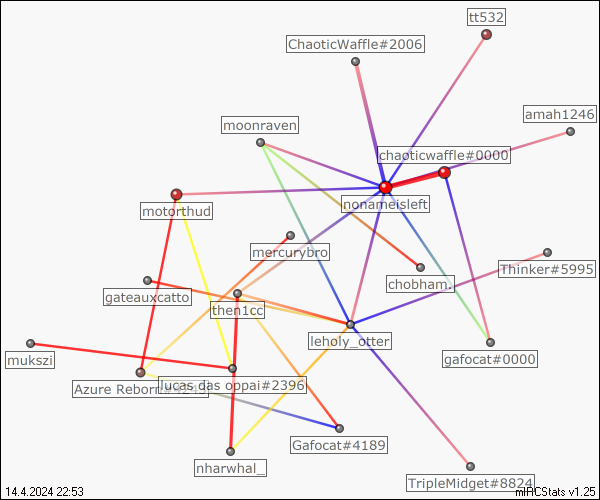 tt532
ChaoticWaffle#2006
amah1246
moonraven
chaoticwaffle#0000
nonameisleft
motorthud
mercurybro
Thinker#5995
chobham.
gateauxcatto
then1cc
leholy_otter
mukszi
gafocat#0000
Azure Reborn
lucas das oppai#2396
Gafocat#4189
nharwhal_
TripleMidget#8824
14.4.2024 22:53
mIRCStats v1.25